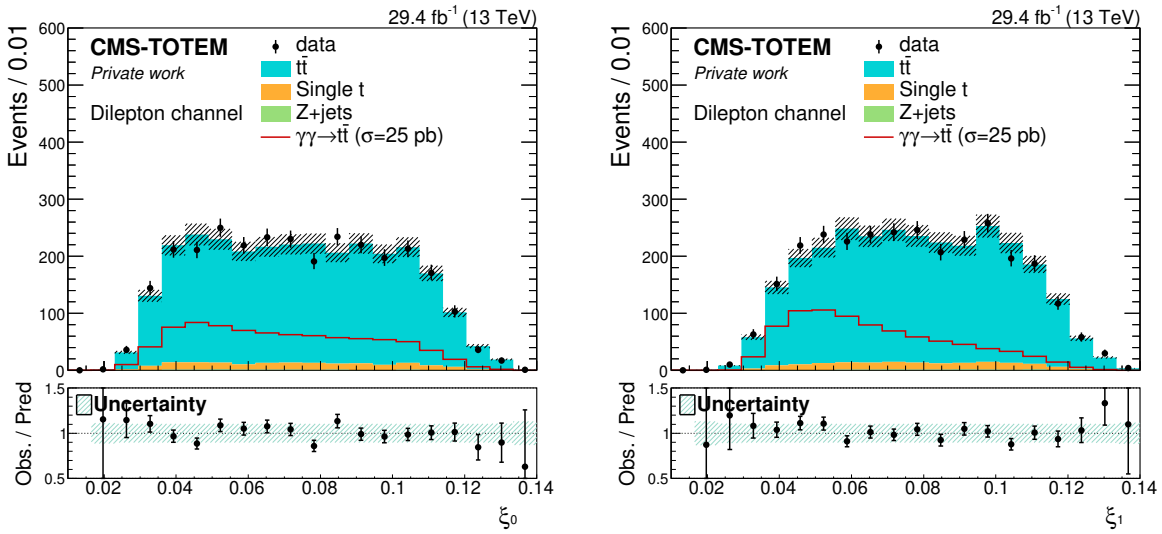 29.4 fb⁻¹ (13 TeV)
Events / 0.01
600
500
400
300
200
100
0
CMS-TOTEM
Private work
Dilepton channel
data
tt̄
Single t
Z+jets
γγ→tt̄ (σ=25 pb)
Obs. / Pred
1.5
1
0.5
Uncertainty
0.02 0.04 0.06 0.08 0.1 0.12 0.14
ξ₀
29.4 fb⁻¹ (13 TeV)
Events / 0.01
600
500
400
300
200
100
0
CMS-TOTEM
Private work
Dilepton channel
data
tt̄
Single t
Z+jets
γγ→tt̄ (σ=25 pb)
Obs. / Pred
1.5
1
0.5
Uncertainty
0.02 0.04 0.06 0.08 0.1 0.12 0.14
ξ₁